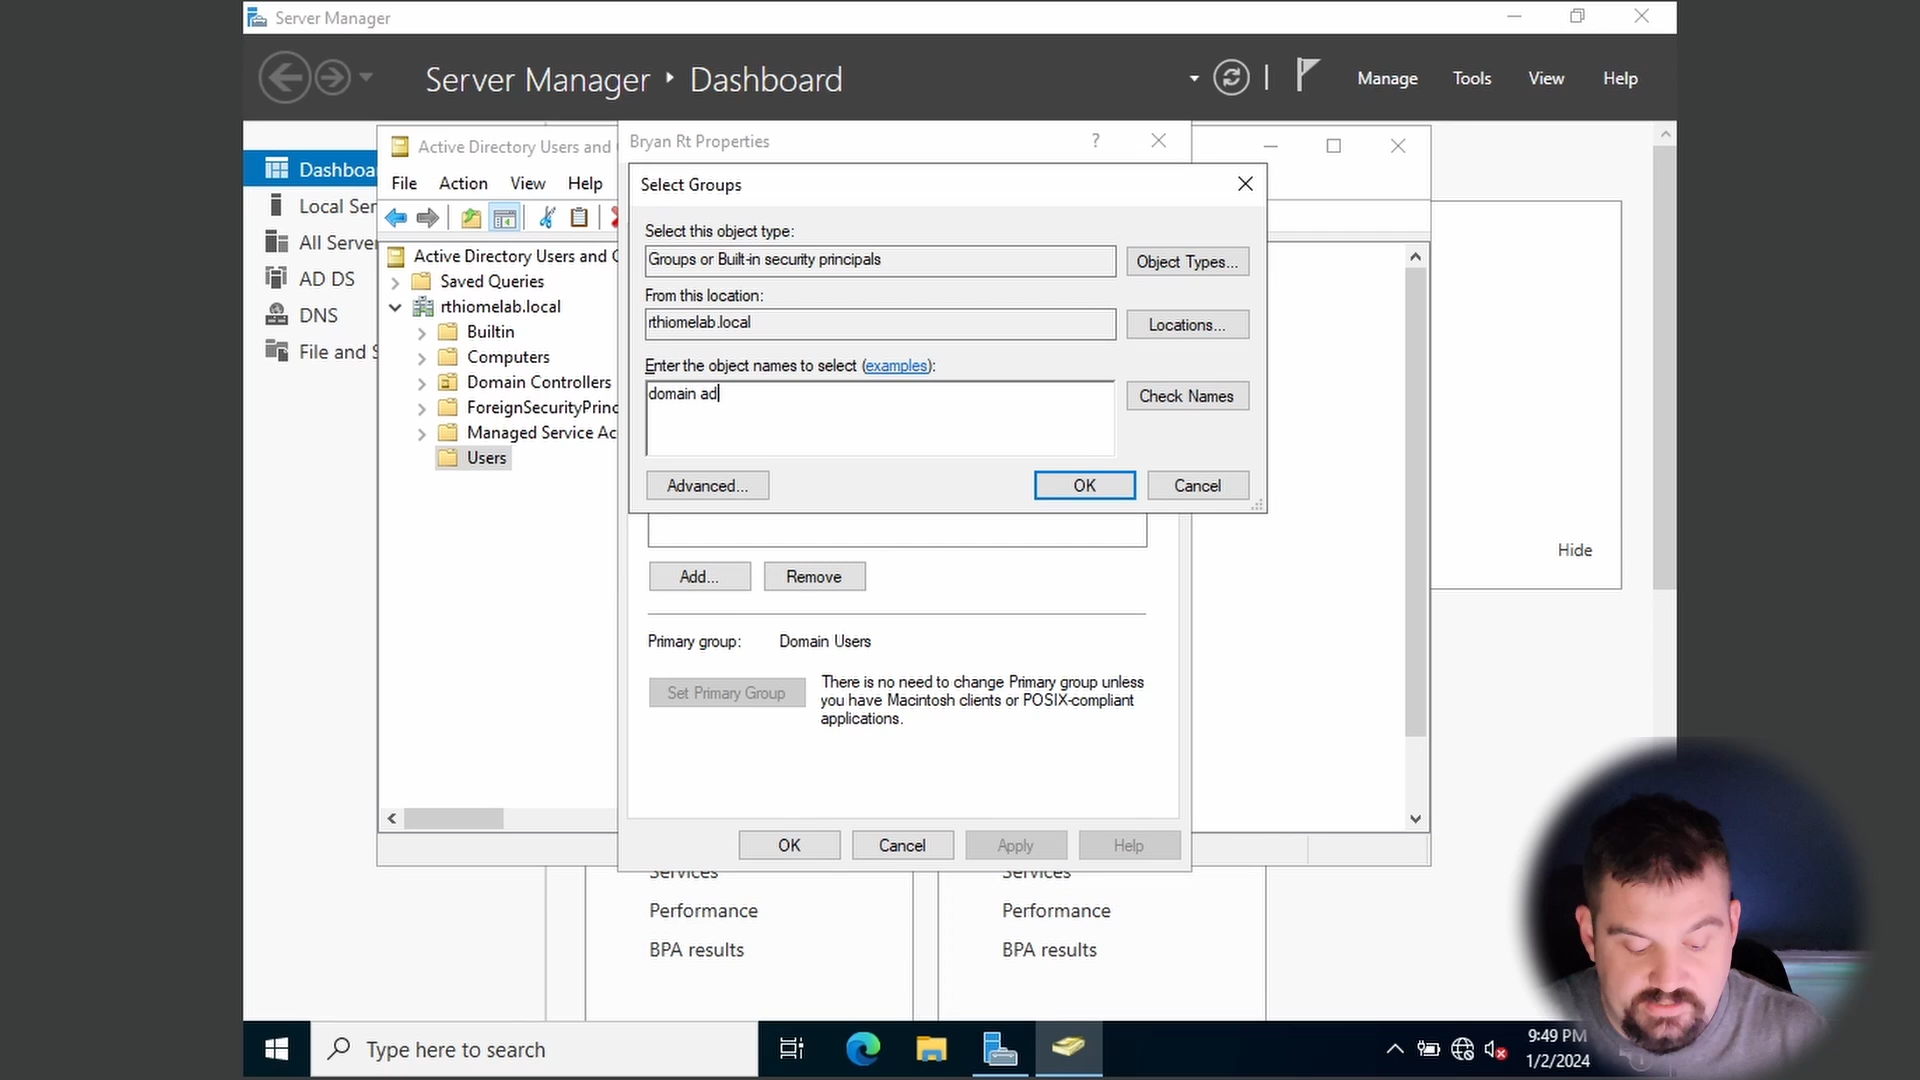 Server Manager
Server Manager
Dashboard
Manage
Tools
View
Help
Active Directory Users and
Bryan Rt Properties
?
Dashboa
Local Ser
All Server
AD DS
DNS
File and S
File
Action
View
Help
Select Groups
Active Directory Users and C
Saved Queries
rthiomelab.local
Builtin
Computers
Domain Controllers
ForeignSecurityPrinc
Managed Service Ac
Users
Select this object type:
Groups or Built-in security principals
Object Types...
From this location:
rthiomelab.local
Locations...
Enter the object names to select (examples):
domain ad
Check Names
Advanced...
OK
Cancel
Hide
Add...
Remove
Primary group:
Domain Users
Set Primary Group
There is no need to change Primary group unless
you have Macintosh clients or POSIX-compliant
applications.
OK
Cancel
Apply
Help
Services
Services
Performance
Performance
BPA results
BPA results
Type here to search
9:49 PM
1/2/2024